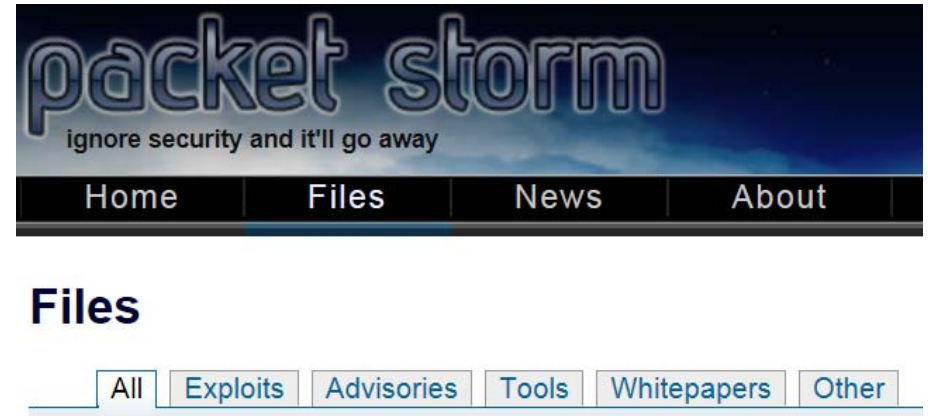 packet storm
ignore security and it'll go away
Home Files News About
Files
All Exploits Advisories Tools Whitepapers Other